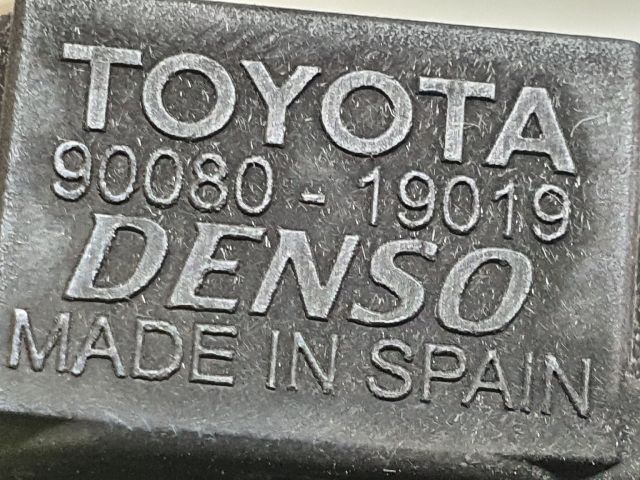 TOYOTA
90080 - 19019
DENSO
MADE IN SPAIN